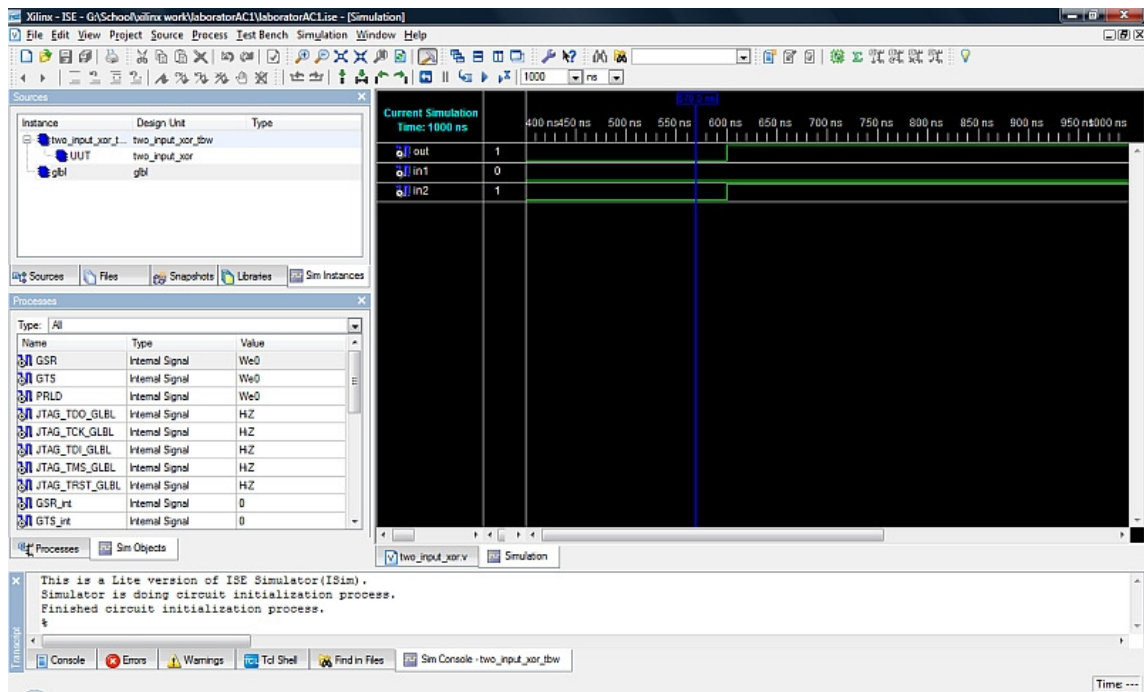 Xilinx - ISE - G:\School\xilinx work\laboratorAC1\laboratorAC1.ise - [Simulation]
File Edit View Project Source Process Test Bench Simulation Window Help
1000 ns
Sources
Instance Design Unit Type
two_input_xor_t... two_input_xor_tbw
UUT two_input_xor
glbl glbl
Sources Files Snapshots Libraries Sim Instances
Processes
Type: All
Name Type Value
GSR Internal Signal We0
GTS Internal Signal We0
PRLD Internal Signal We0
JTAG_TDO_GLBL Internal Signal HiZ
JTAG_TCK_GLBL Internal Signal HiZ
JTAG_TDI_GLBL Internal Signal HiZ
JTAG_TMS_GLBL Internal Signal HiZ
JTAG_TRST_GLBL Internal Signal HiZ
GSR_int Internal Signal 0
GTS_int Internal Signal 0
Processes Sim Objects
Current Simulation
Time: 1000 ns
400 ns 450 ns 500 ns 550 ns 600 ns 650 ns 700 ns 750 ns 800 ns 850 ns 900 ns 950 ns 1000 ns
out 1
in1 0
in2 1
two_input_xor.v Simulation
This is a Lite version of ISE Simulator(ISim).
Simulator is doing circuit initialization process.
Finished circuit initialization process.
%
Transcript
Console Errors Warnings Tcl Shell Find in Files Sim Console - two_input_xor_tbw
Time: ---